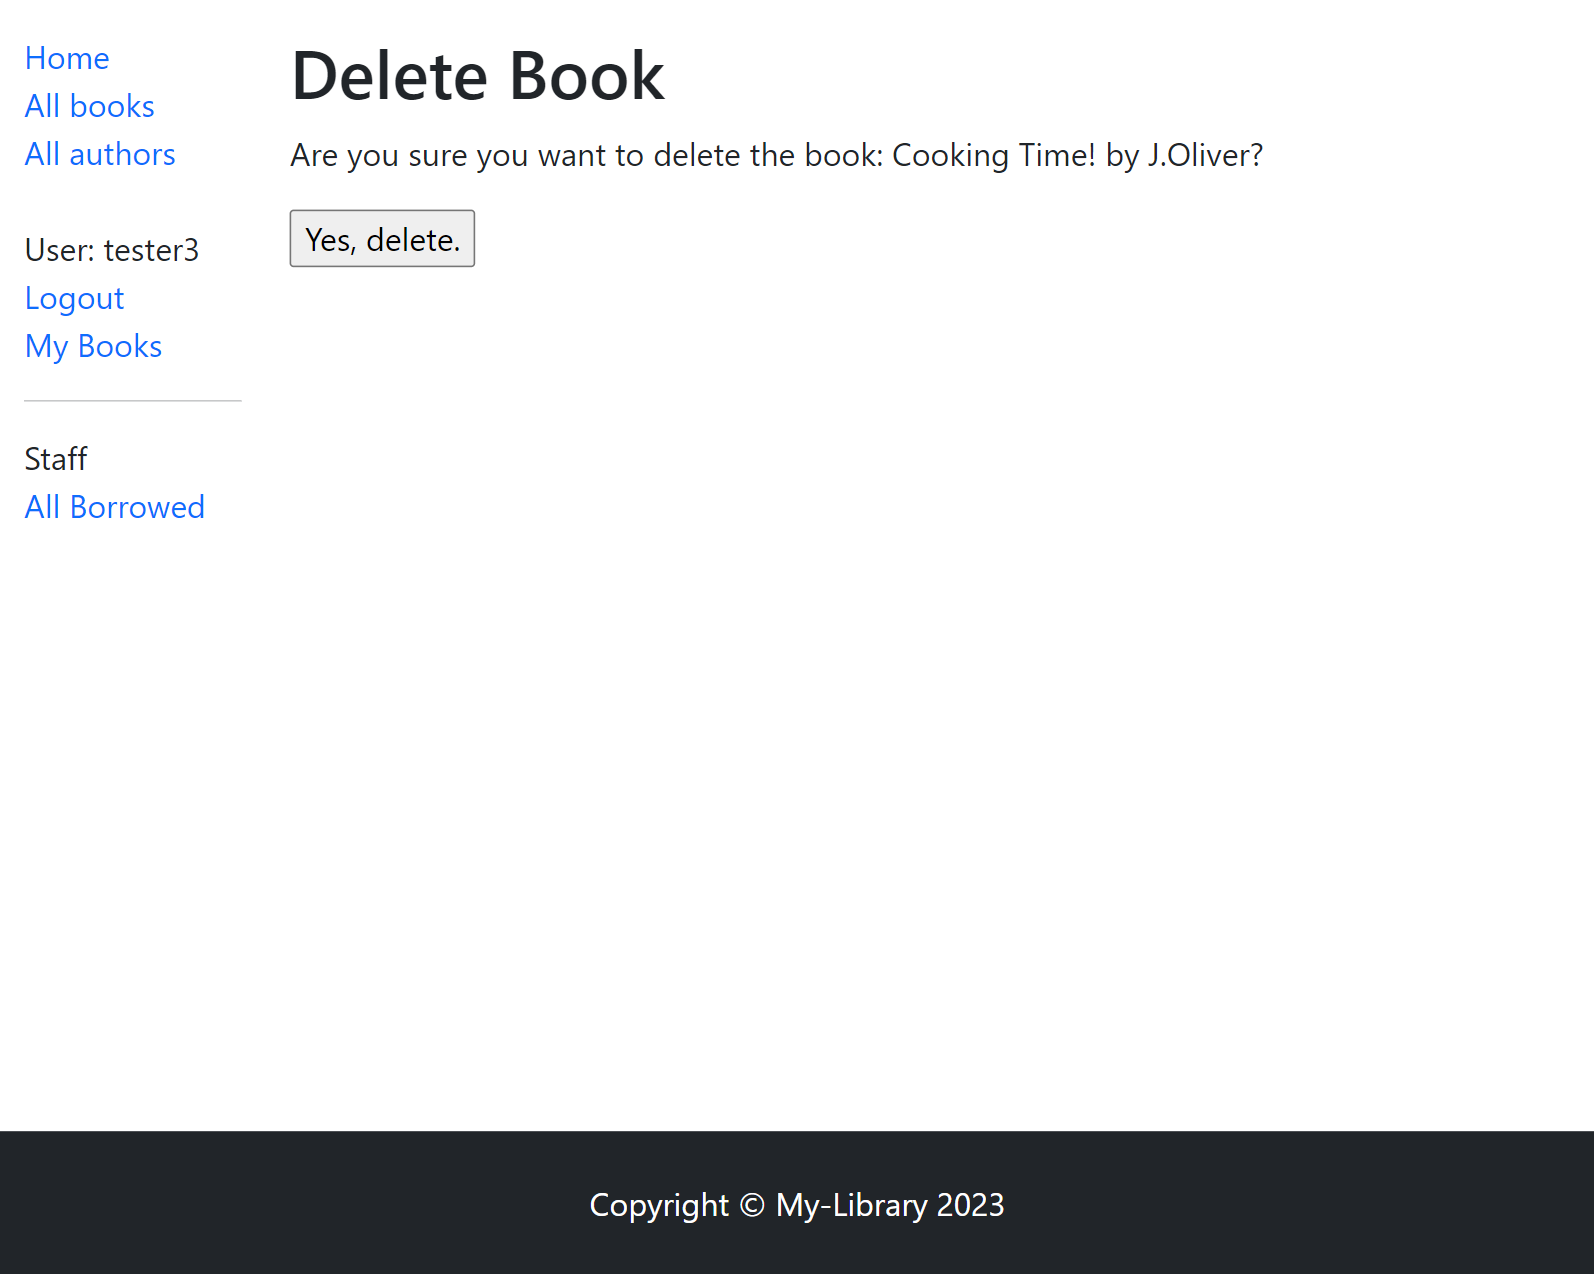 Home
All books
All authors
User: tester3
Logout
My Books
Staff
All Borrowed
Delete Book
Are you sure you want to delete the book: Cooking Time! by J.Oliver?
Yes, delete.
Copyright © My-Library 2023